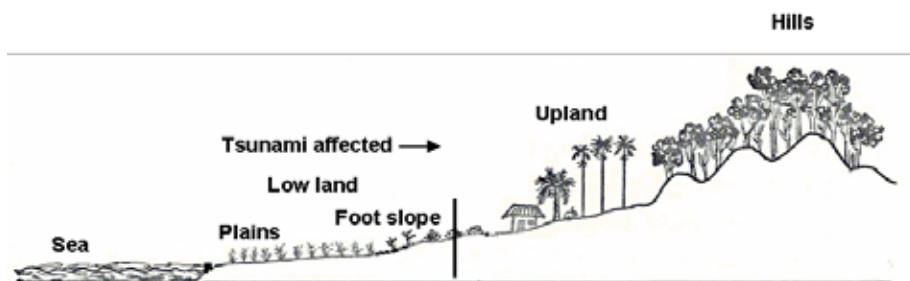 Hills
Upland
Tsunami affected
Low land
Foot slope
Plains
Sea